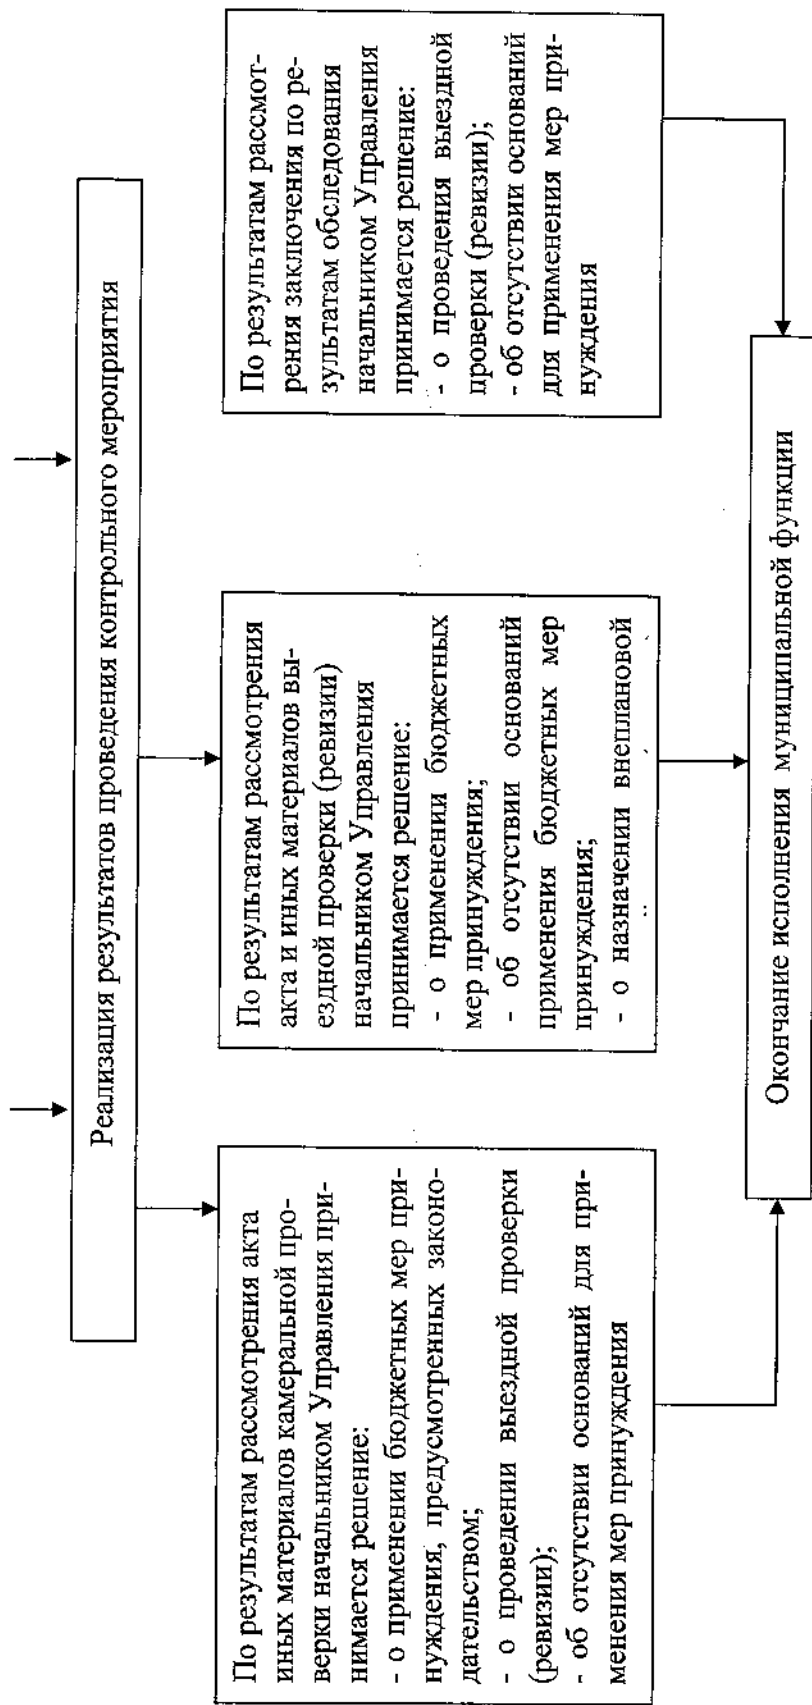 Реализация результатов проведения контрольного мероприятия
По результатам рассмотрения акта
иных материалов камеральной про-
верки начальником Управления при-
нимается решение:
- о применении бюджетных мер при-
нуждения, предусмотренных законо-
дательством;
- о проведении выездной проверки
(ревизии);
- об отсутствии оснований для при-
менения мер принуждения
По результатам рассмотрения
акта и иных материалов вы-
ездной проверки (ревизии)
начальником Управления
принимается решение:
- о применении бюджетных
мер принуждения;
- об отсутствии оснований
применения бюджетных мер
принуждения;
- о назначении внеплановой
По результатам рассмот-
рения заключения по ре-
зультатам обследования
начальником Управления
принимается решение:
- о проведения выездной
проверки (ревизии);
- об отсутствии оснований
для применения мер при-
нуждения
Окончание исполнения муниципальной функции